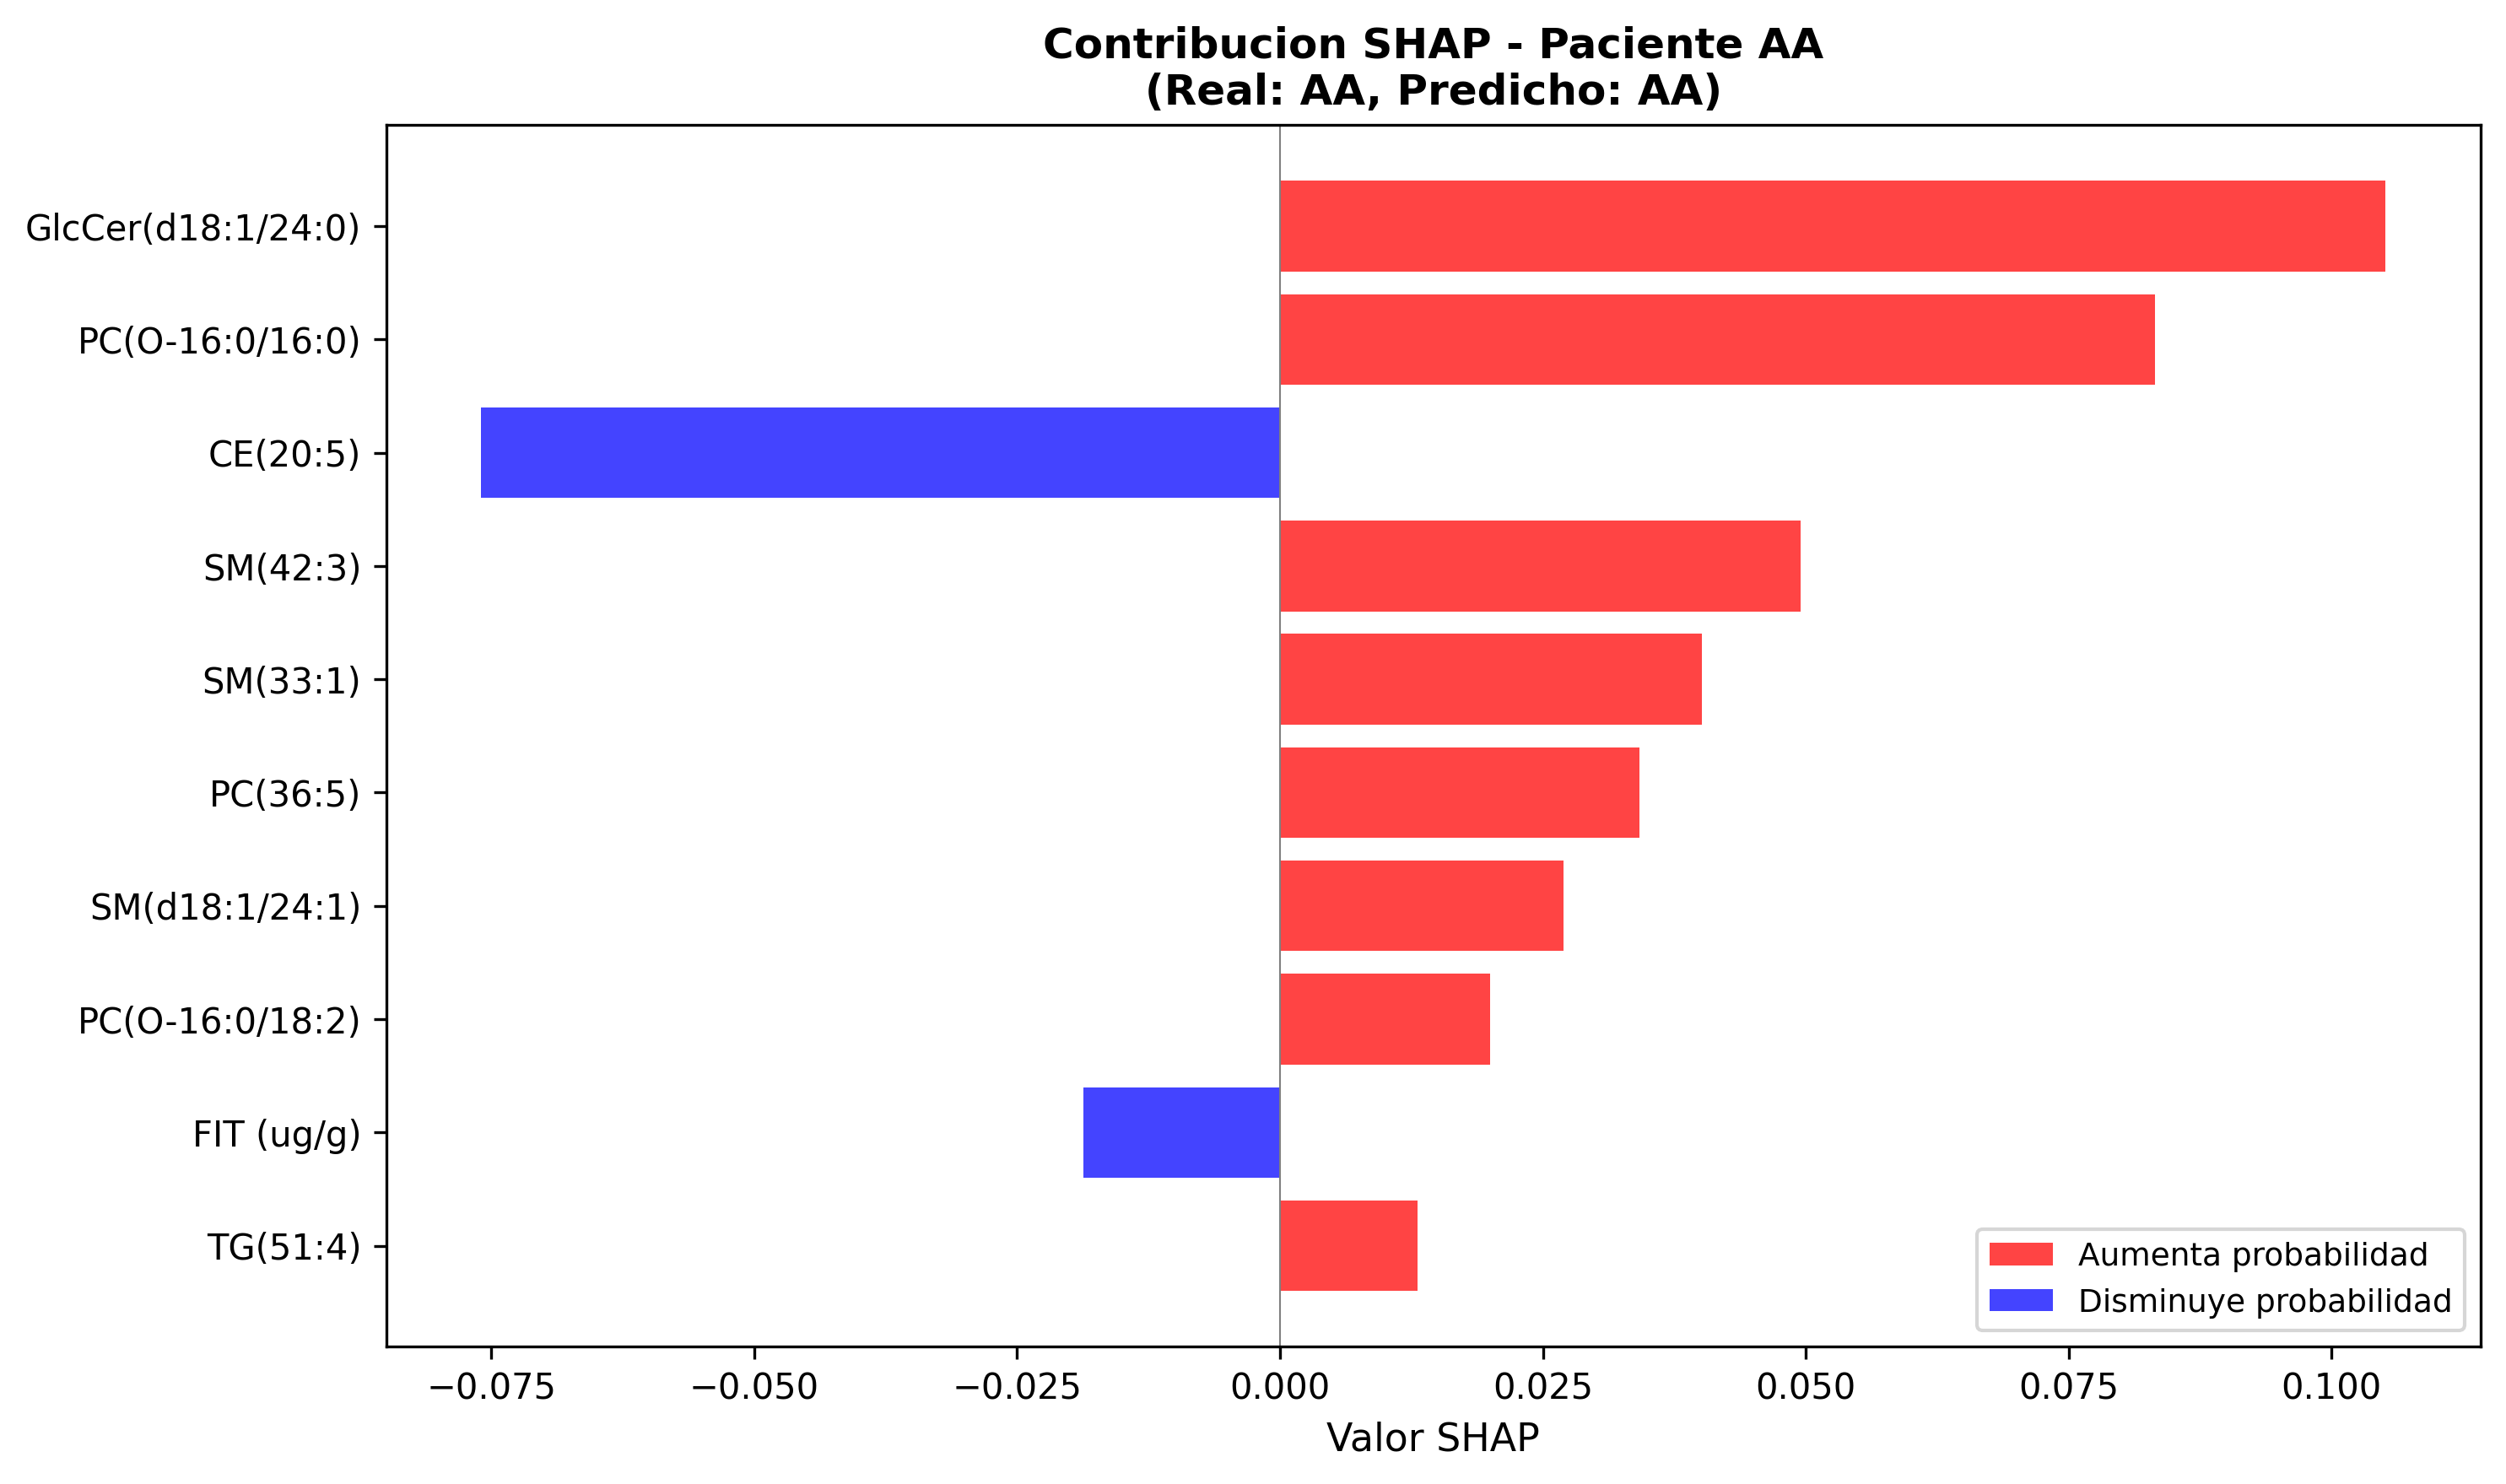 Contribucion SHAP - Paciente AA
(Real: AA, Predicho: AA)
GlcCer(d18:1/24:0)
PC(O-16:0/16:0)
CE(20:5)
SM(42:3)
SM(33:1)
PC(36:5)
SM(d18:1/24:1)
PC(O-16:0/18:2)
FIT (ug/g)
TG(51:4)
Aumenta probabilidad
Disminuye probabilidad
−0.075 −0.050 −0.025 0.000 0.025 0.050 0.075 0.100
Valor SHAP